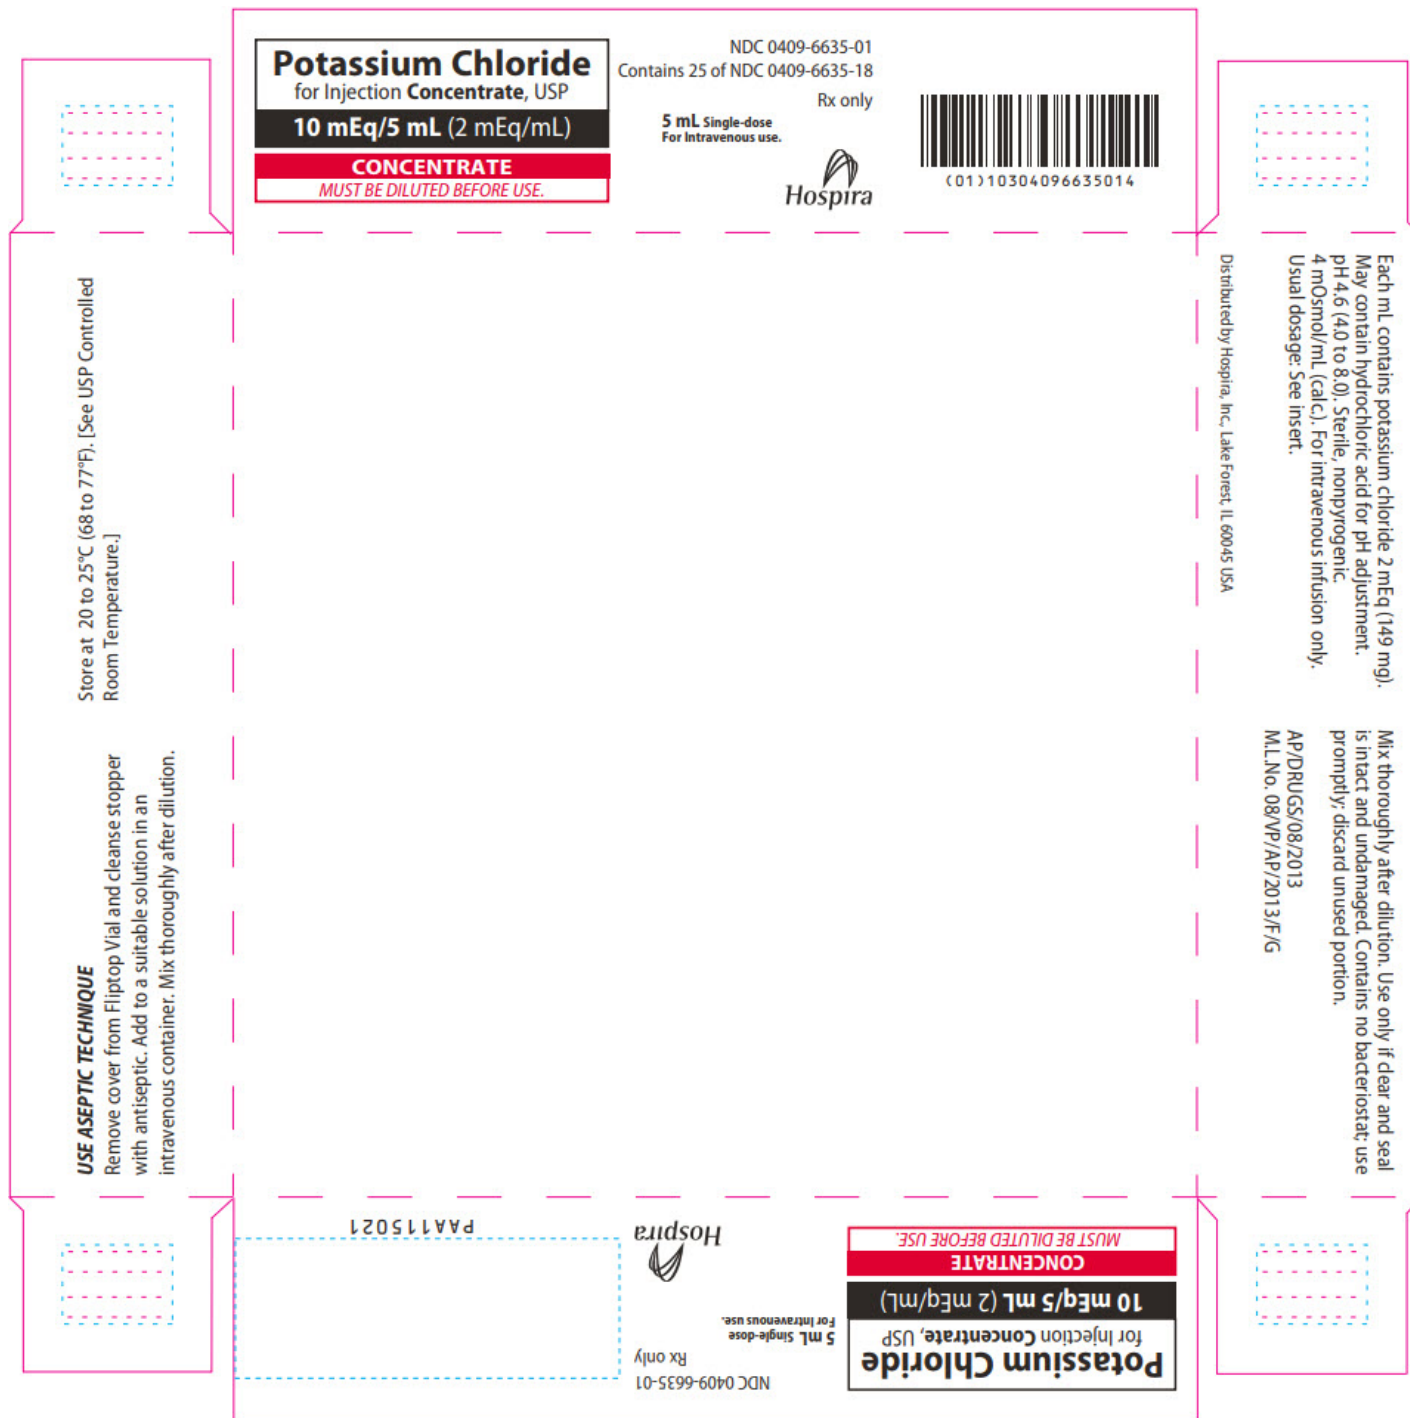 Potassium Chloride
for Injection Concentrate, USP
10 mEq/5 mL (2 mEq/mL)
CONCENTRATE
MUST BE DILUTED BEFORE USE.
NDC 0409-6635-01
Contains 25 of NDC 0409-6635-18
Rx only
5 mL Single-dose
For Intravenous use.
Hospira
(01)10304096635014
Store at 20 to 25°C (68 to 77°F). [See USP Controlled
Room Temperature.]
USE ASEPTIC TECHNIQUE
Remove cover from Fliptop Vial and cleanse stopper
with antiseptic. Add to a suitable solution in an
intravenous container. Mix thoroughly after dilution.
Each mL contains potassium chloride 2 mEq (149 mg).
May contain hydrochloric acid for pH adjustment.
pH 4.6 (4.0 to 8.0). Sterile, nonpyrogenic.
4 mOsmol/mL (calc.). For intravenous infusion only.
Usual dosage: See insert.
Distributed by Hospira, Inc., Lake Forest, IL 60045 USA
Mix thoroughly after dilution. Use only if clear and seal
is intact and undamaged. Contains no bacteriostat; use
promptly; discard unused portion.
AP/DRUGS/08/2013
M.L.No. 08/VP/AP/2013/F/G
Potassium Chloride
for Injection Concentrate, USP
10 mEq/5 mL (2 mEq/mL)
CONCENTRATE
MUST BE DILUTED BEFORE USE.
NDC 0409-6635-01
Rx only
5 mL Single-dose
For Intravenous use.
Hospira
PAA115021